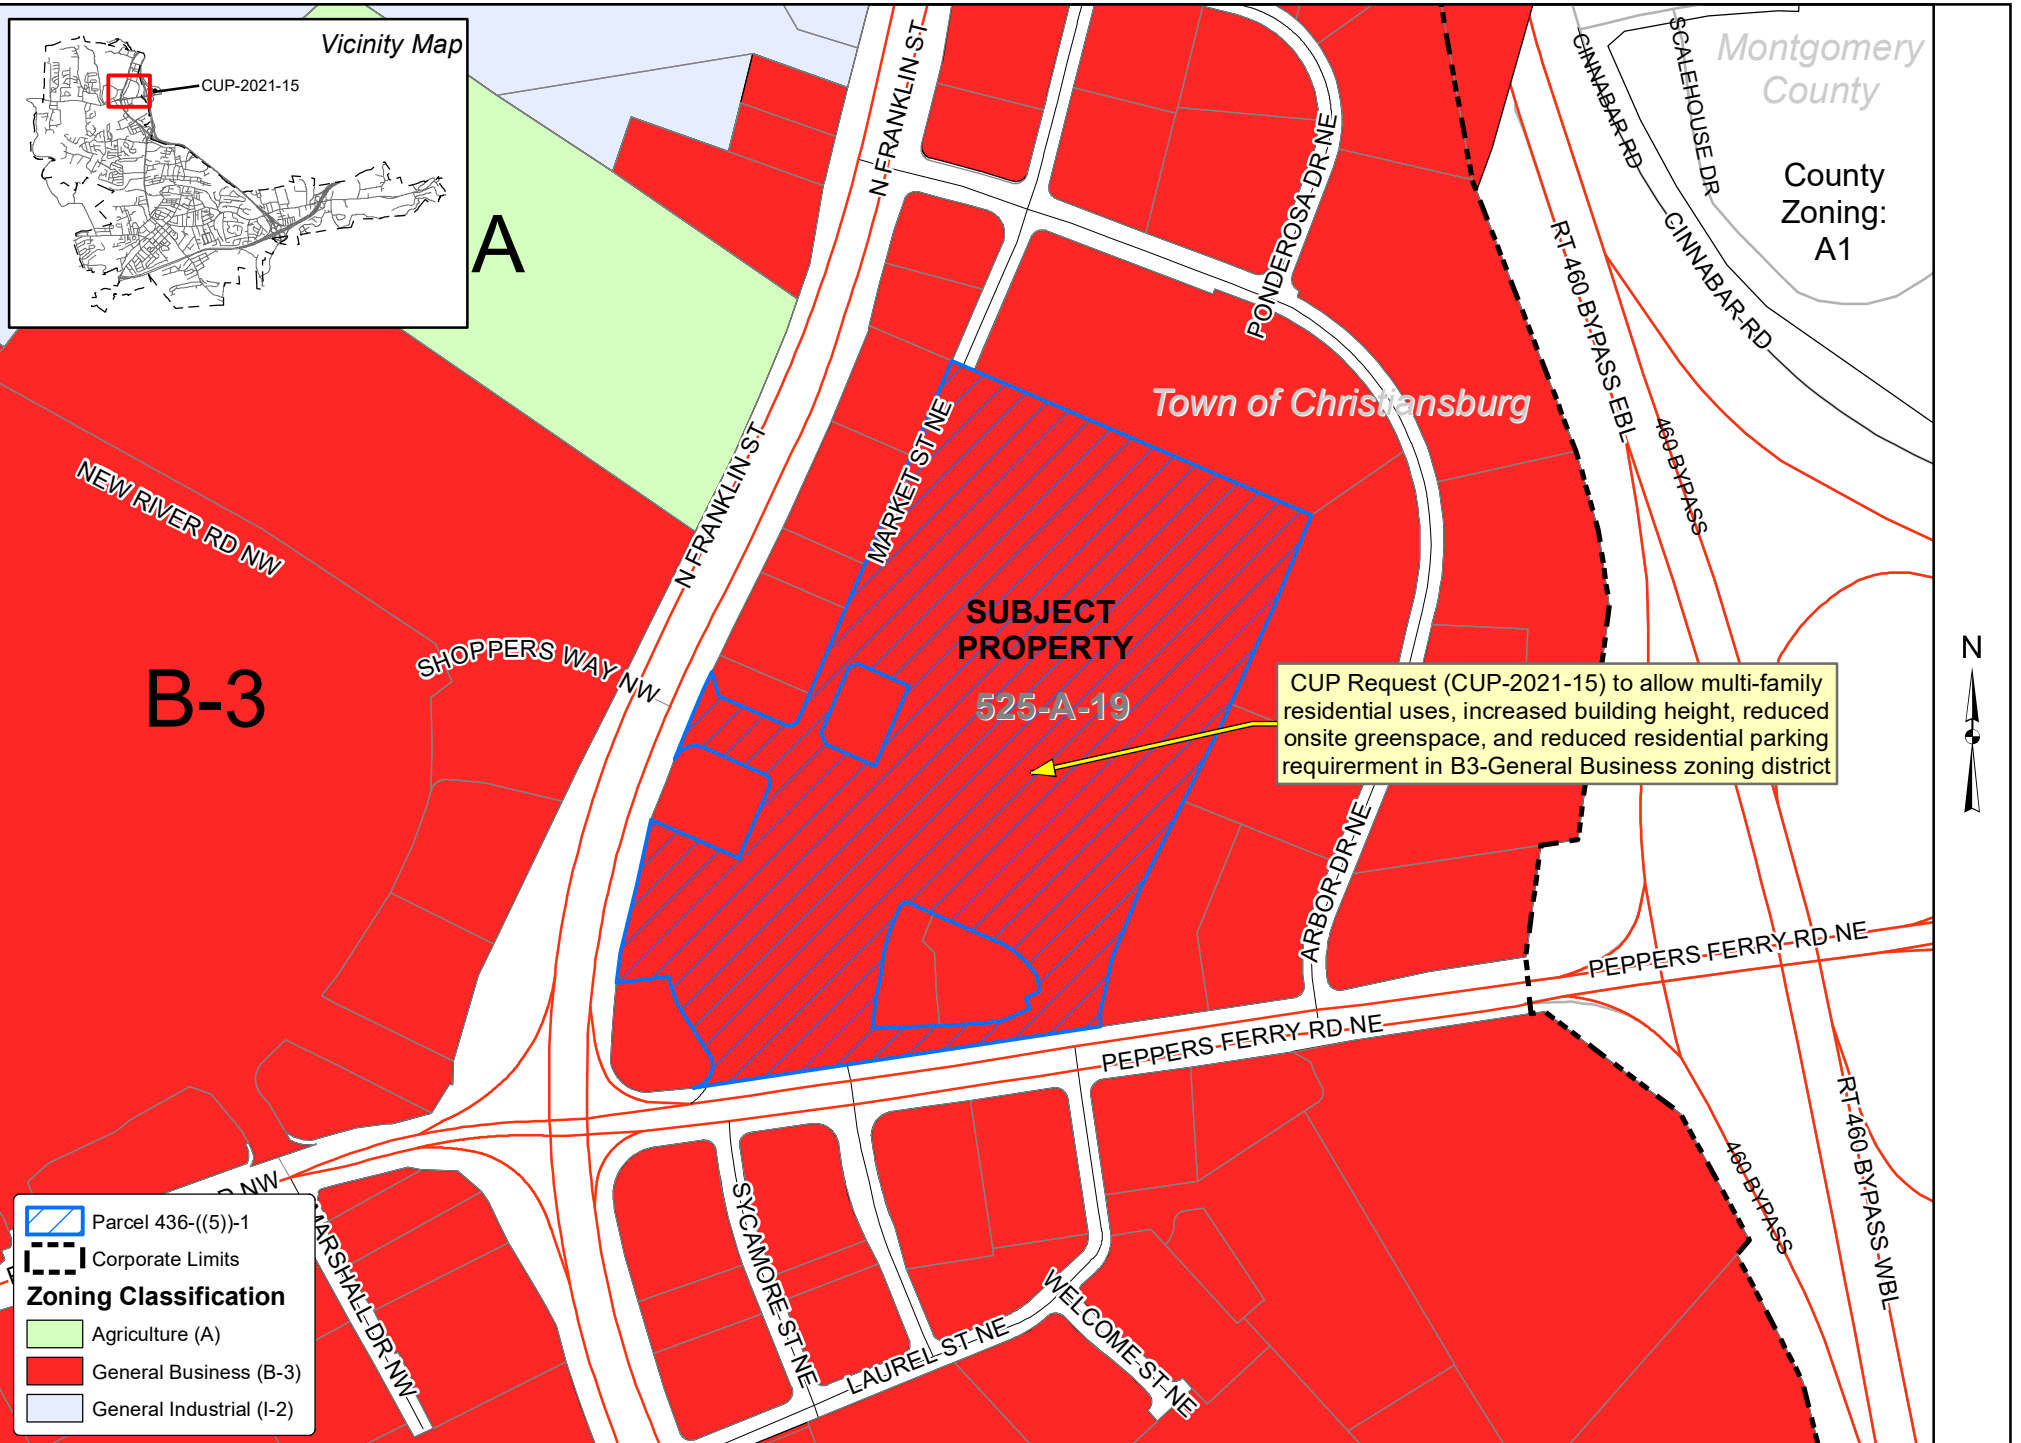 Vicinity Map
CUP-2021-15
Montgomery
County
County
Zoning:
A1
A
N FRANKLIN ST
N FRANKLIN ST
PONDEROSA DR NE
CINNABAR RD
SCALEHOUSE DR
CINNABAR RD
RT 460 BYPASS EBL
460 BYPASS
Town of Christiansburg
MARKET ST NE
N FRANKLIN ST
NEW RIVER RD NW
SHOPPERS WAY NW
B-3
SUBJECT
PROPERTY
525-A-19
CUP Request (CUP-2021-15) to allow multi-family
residential uses, increased building height, reduced
onsite greenspace, and reduced residential parking
requirerment in B3-General Business zoning district
N
ARBOR DR NE
PEPPERS FERRY RD NE
PEPPERS FERRY RD NE
RT 460 BYPASS WBL
460 BYPASS
SYCAMORE ST NE
LAUREL ST NE
WELCOME ST NE
MARSHALL DR NW
NW
Parcel 436-((5))-1
Corporate Limits
Zoning Classification
Agriculture (A)
General Business (B-3)
General Industrial (I-2)